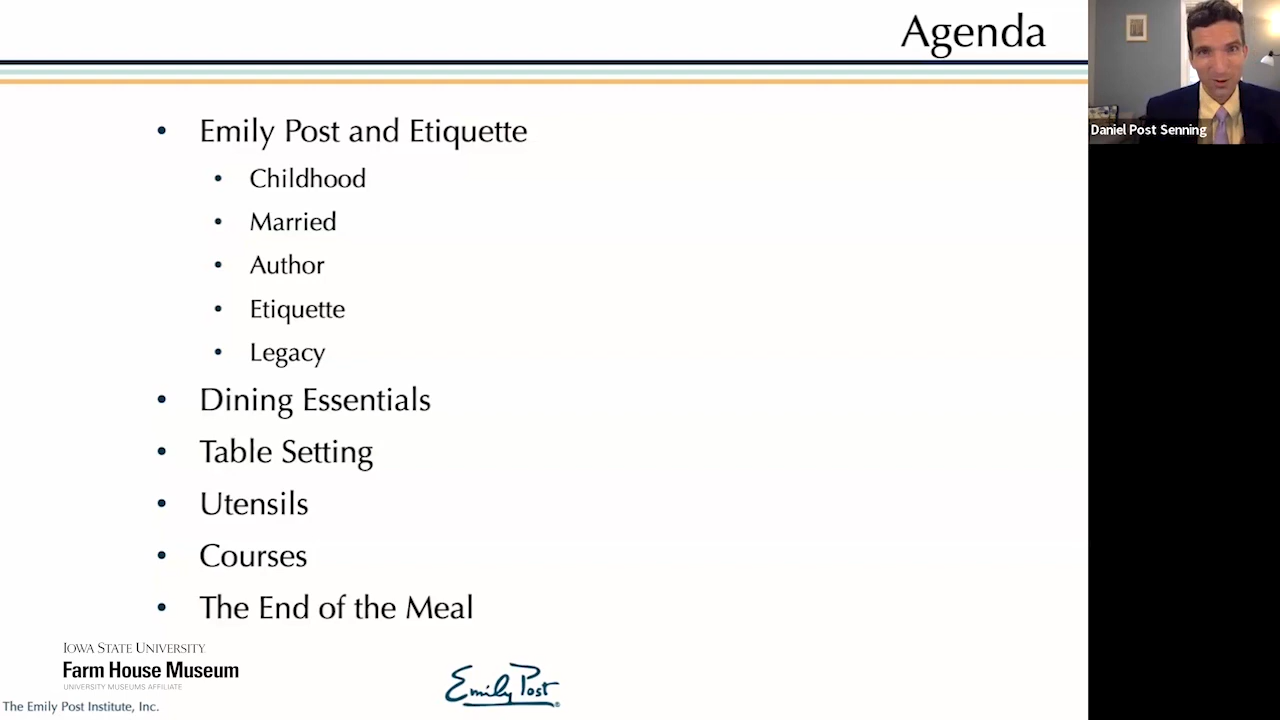 Agenda
Daniel Post Senning
• Emily Post and Etiquette
• Childhood
• Married
• Author
• Etiquette
• Legacy
• Dining Essentials
• Table Setting
• Utensils
• Courses
• The End of the Meal
IOWA STATE UNIVERSITY
Farm House Museum
UNIVERSITY MUSEUMS AFFILIATE
Emily Post®
The Emily Post Institute, Inc.